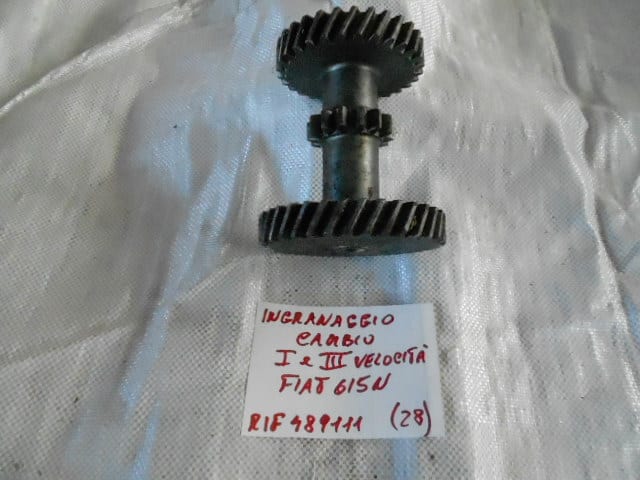 INGRANAGGIO
CAMBIO
I e III VELOCITÀ
FIAT 615N
RIF 489111 (28)